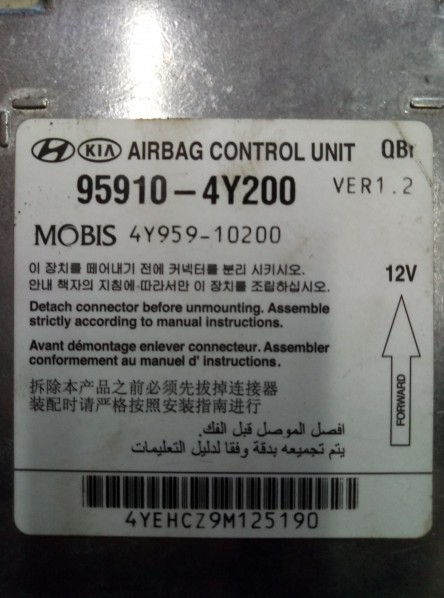 HYUNDAI KIA AIRBAG CONTROL UNIT QBr
95910-4Y200 VER1.2
MOBIS 4Y959-10200
이 장치를 떼어내기 전에 커넥터를 분리 시키시오.
안내 책자의 지침에 따라서만 이 장치를 조립하십시오.
12V
Detach connector before unmounting. Assemble
strictly according to manual instructions.
Avant démontage enlever connecteur. Assembler
conformement au manuel d' instructions.
FORWARD
拆除本产品之前必须先拔掉连接器
装配时请严格按照安装指南进行
افصل الموصل قبل الفك.
يتم تجميعه بدقة وفقا لدليل التعليمات
4YEHCZ9M125190